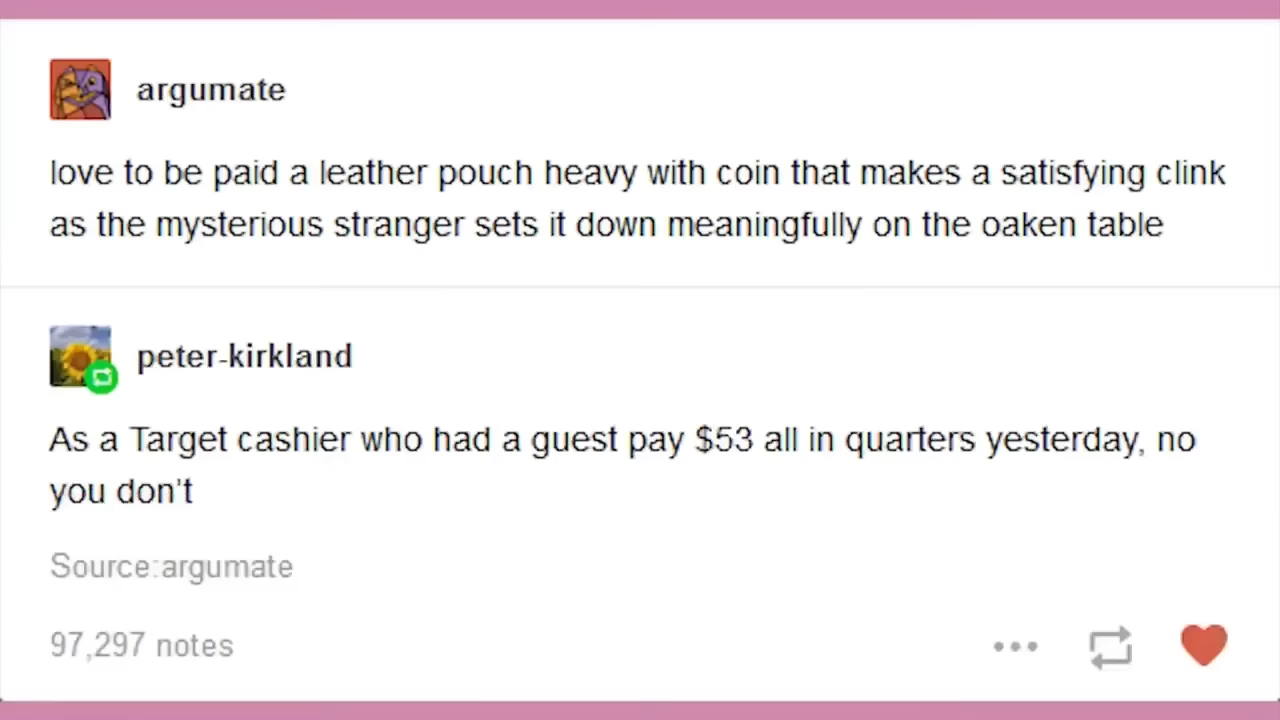 argumate
love to be paid a leather pouch heavy with coin that makes a satisfying clink
as the mysterious stranger sets it down meaningfully on the oaken table
peter-kirkland
As a Target cashier who had a guest pay $53 all in quarters yesterday, no
you don't
Source:argumate
97,297 notes